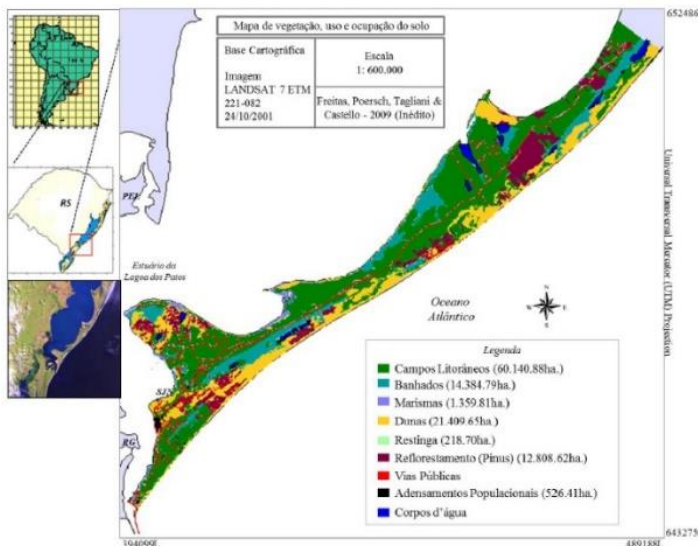 652486
Mapa de vegetação, uso e ocupação do solo
Base Cartográfica
Imagem
LANDSAT 7 ETM
221-082
24/10/2001
Escala
1: 600.000
Freitas, Poersch, Tagliani &
Castello - 2009 (Inédito)
RS
PEL
Estuário da
Lagoa dos Patos
Oceano
Atlântico
N
W
E
S
SJN
RG
Universal Transversal Mercator (UTM) Projection
Legenda
Campos Litorâneos (60.140.88ha.)
Banhados (14.384.79ha.)
Marismas (1.359.81ha.)
Dunas (21.409.65ha.)
Restinga (218.70ha.)
Reflorestamento (Pinus) (12.808.62ha.)
Vias Públicas
Adensamentos Populacionais (526.41ha.)
Corpos d'água
643275